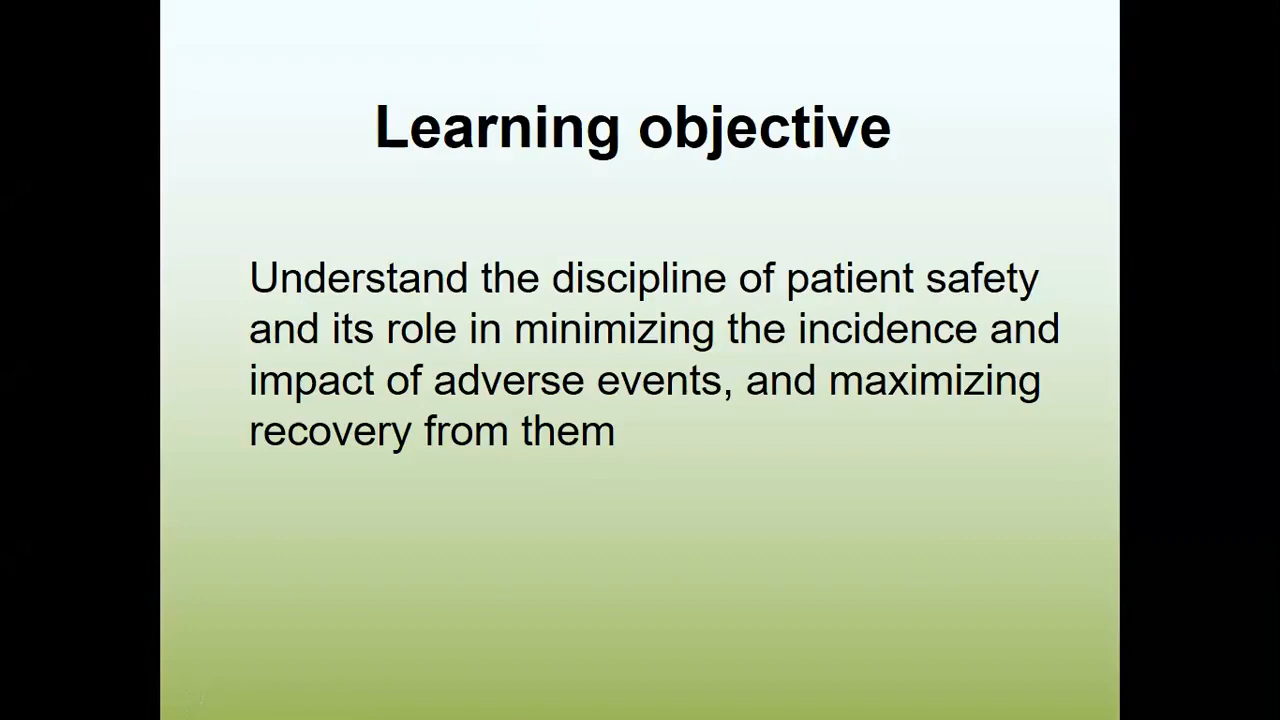 Learning objective
Understand the discipline of patient safety
and its role in minimizing the incidence and
impact of adverse events, and maximizing
recovery from them